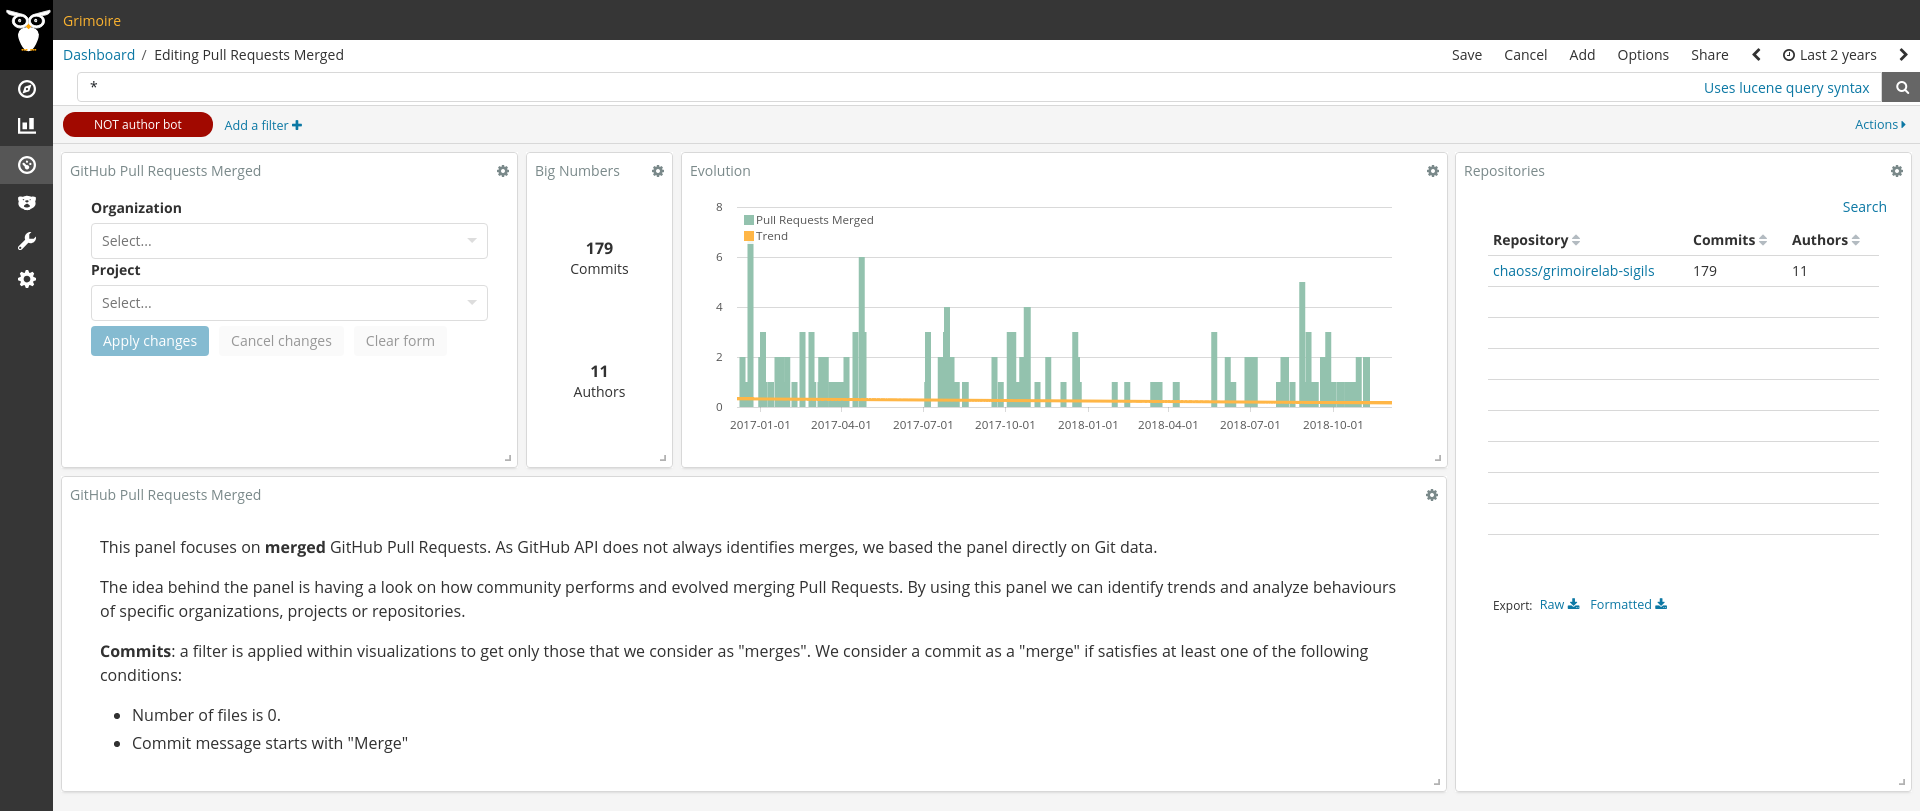 Grimoire
Dashboard / Editing Pull Requests Merged
Save Cancel Add Options Share Last 2 years
*
Uses lucene query syntax
NOT author bot
Add a filter
Actions
GitHub Pull Requests Merged
Organization
Select...
Project
Select...
Apply changes Cancel changes Clear form
Big Numbers
179
Commits
11
Authors
Evolution
Pull Requests Merged
Trend
8
6
4
2
0
2017-01-01 2017-04-01 2017-07-01 2017-10-01 2018-01-01 2018-04-01 2018-07-01 2018-10-01
Repositories
Search
Repository Commits Authors
chaoss/grimoirelab-sigils 179 11
Export: Raw Formatted
GitHub Pull Requests Merged
This panel focuses on merged GitHub Pull Requests. As GitHub API does not always identifies merges, we based the panel directly on Git data.
The idea behind the panel is having a look on how community performs and evolved merging Pull Requests. By using this panel we can identify trends and analyze behaviours
of specific organizations, projects or repositories.
Commits: a filter is applied within visualizations to get only those that we consider as "merges". We consider a commit as a "merge" if satisfies at least one of the following
conditions:
• Number of files is 0.
• Commit message starts with "Merge"